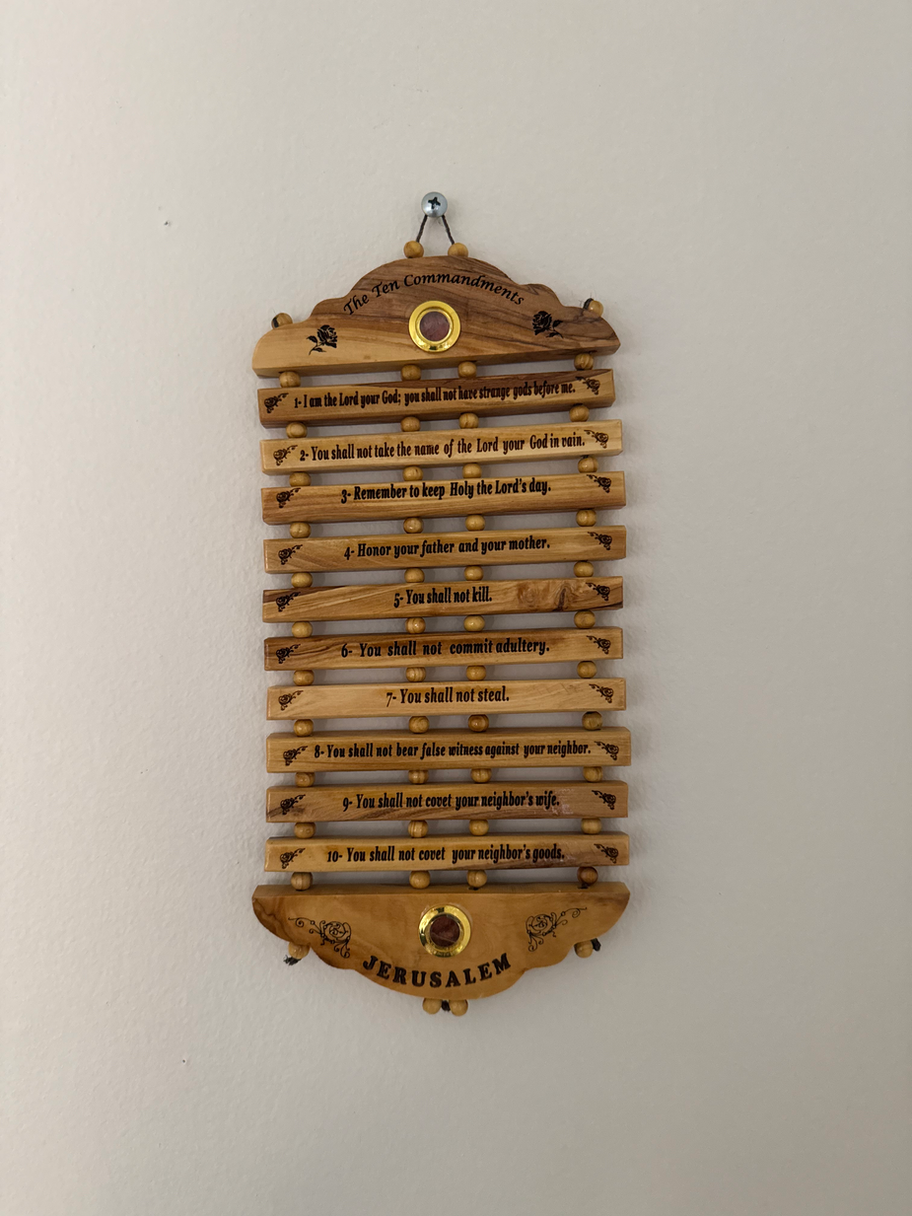 The Ten Commandments
1- I am the Lord your God; you shall not have strange gods before me.
2- You shall not take the name of the Lord your God in vain.
3- Remember to keep Holy the Lord's day.
4- Honor your father and your mother.
5- You shall not kill.
6- You shall not commit adultery.
7- You shall not steal.
8- You shall not bear false witness against your neighbor.
9- You shall not covet your neighbor's wife.
10- You shall not covet your neighbor's goods.
JERUSALEM